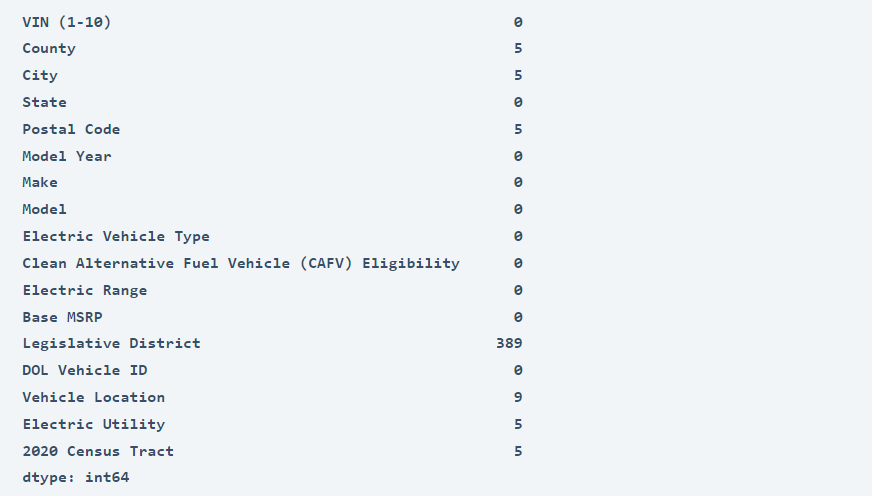 VIN (1-10) 0
County 5
City 5
State 0
Postal Code 5
Model Year 0
Make 0
Model 0
Electric Vehicle Type 0
Clean Alternative Fuel Vehicle (CAFV) Eligibility 0
Electric Range 0
Base MSRP 0
Legislative District 389
DOL Vehicle ID 0
Vehicle Location 9
Electric Utility 5
2020 Census Tract 5
dtype: int64